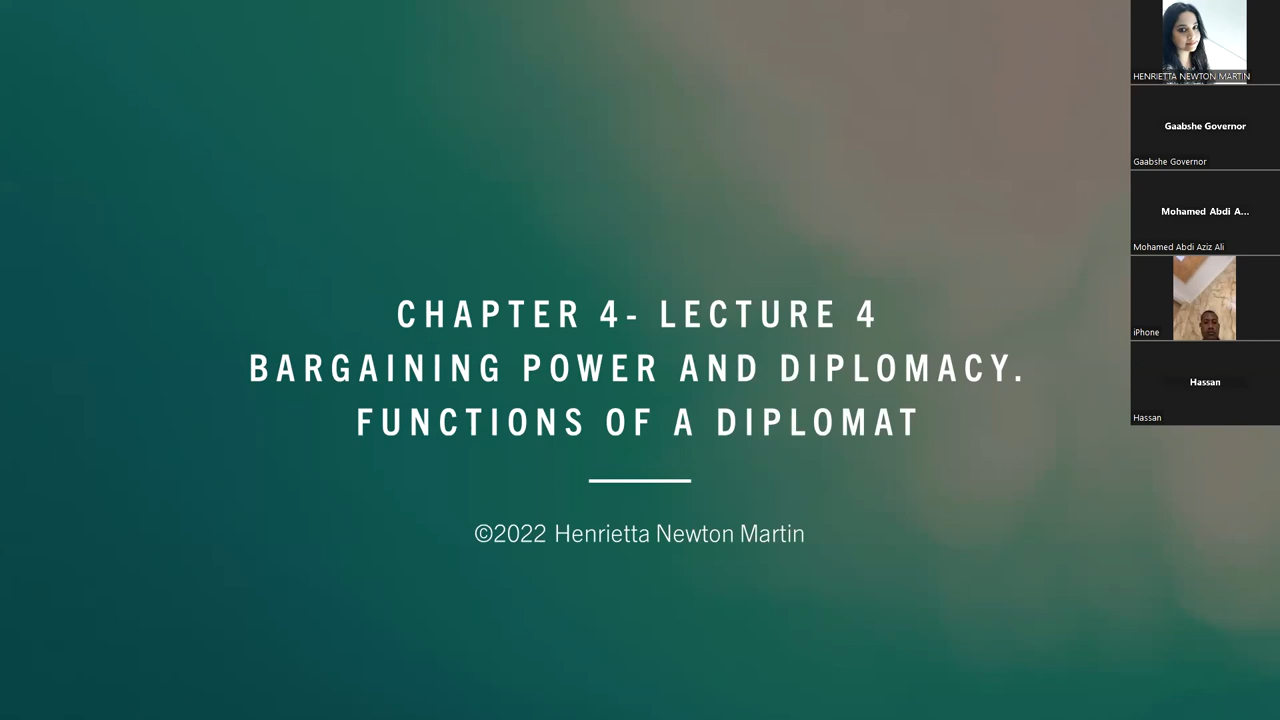 CHAPTER 4- LECTURE 4
BARGAINING POWER AND DIPLOMACY.
FUNCTIONS OF A DIPLOMAT
©2022 Henrietta Newton Martin
HENRIETTA NEWTON MARTIN
Gaabshe Governor
Gaabshe Governor
Mohamed Abdi A...
Mohamed Abdi Aziz Ali
iPhone
Hassan
Hassan